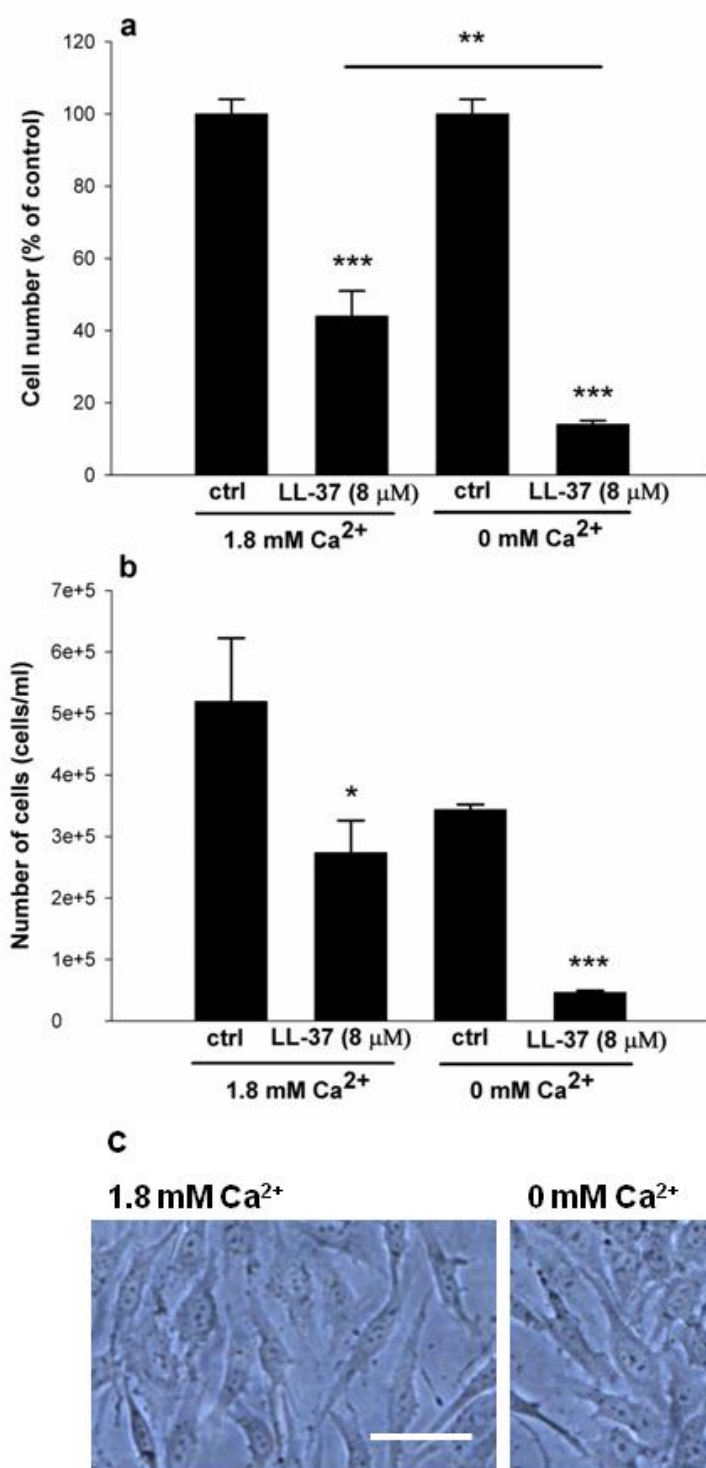 a
Cell number (% of control)
120
100
80
60
40
20
0
**
***
***
ctrl LL-37 (8 μM) ctrl LL-37 (8 μM)
1.8 mM Ca²⁺ 0 mM Ca²⁺
b
Number of cells (cells/ml)
7e+5
6e+5
5e+5
4e+5
3e+5
2e+5
1e+5
0
*
***
ctrl LL-37 (8 μM) ctrl LL-37 (8 μM)
1.8 mM Ca²⁺ 0 mM Ca²⁺
c
1.8 mM Ca²⁺ 0 mM Ca²⁺